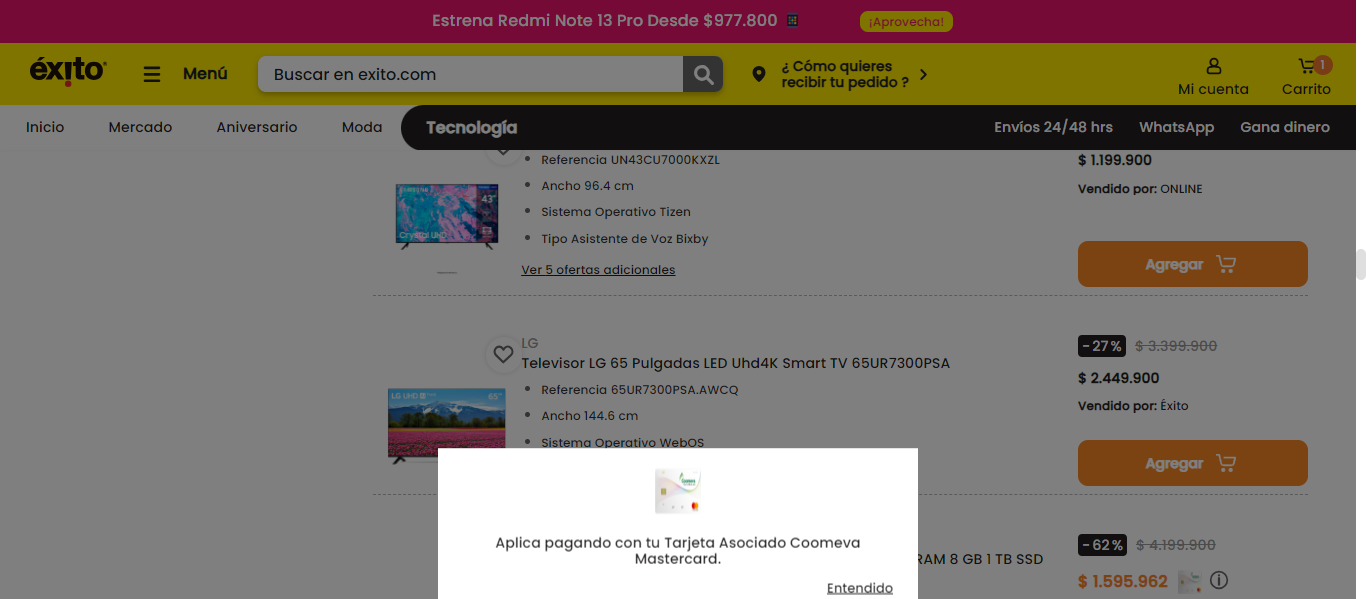 Estrena Redmi Note 13 Pro Desde $977.800
¡Aprovecha!
éxito
Menú
Buscar en exito.com
¿ Cómo quieres
recibir tu pedido ?
Mi cuenta
1
Carrito
Inicio
Mercado
Aniversario
Moda
Tecnología
Envíos 24/48 hrs
WhatsApp
Gana dinero
Referencia UN43CU7000KXZL
Ancho 96.4 cm
Sistema Operativo Tizen
Tipo Asistente de Voz Bixby
Ver 5 ofertas adicionales
SAMSUNG
43"
Crystal UHD
$ 1.199.900
Vendido por: ONLINE
Agregar
LG
Televisor LG 65 Pulgadas LED Uhd4K Smart TV 65UR7300PSA
Referencia 65UR7300PSA.AWCQ
Ancho 144.6 cm
Sistema Operativo WebOS
LG UHD
65"
-27%
$ 3.399.900
$ 2.449.900
Vendido por: Éxito
Agregar
Aplica pagando con tu Tarjeta Asociado Coomeva
Mastercard.
Entendido
RAM 8 GB 1 TB SSD
-62%
$ 4.199.900
$ 1.595.962